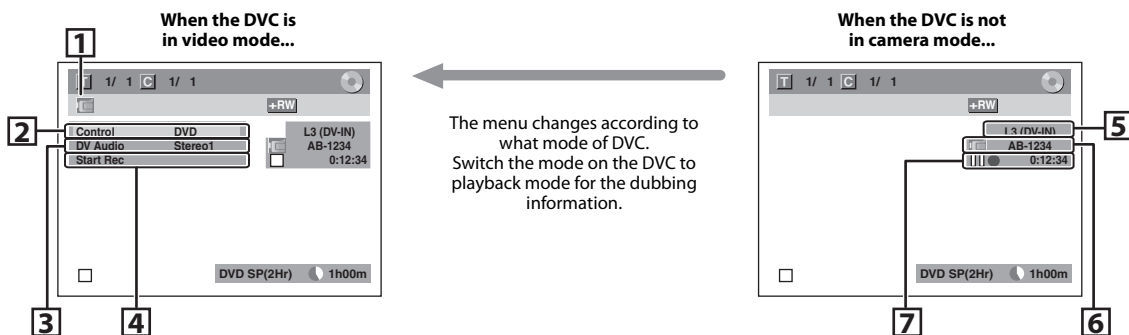 When the DVC is
in video mode...
1
T 1/ 1 C 1/ 1
+RW
2
Control DVD
DV Audio Stereo1
Start Rec
L3 (DV-IN)
AB-1234
0:12:34
DVD SP(2Hr) 1h00m
3
4
The menu changes according to
what mode of DVC.
Switch the mode on the DVC to
playback mode for the dubbing
information.
When the DVC is not
in camera mode...
T 1/ 1 C 1/ 1
+RW
5
L3 (DV-IN)
AB-1234
0:12:34
DVD SP(2Hr) 1h00m
7
6